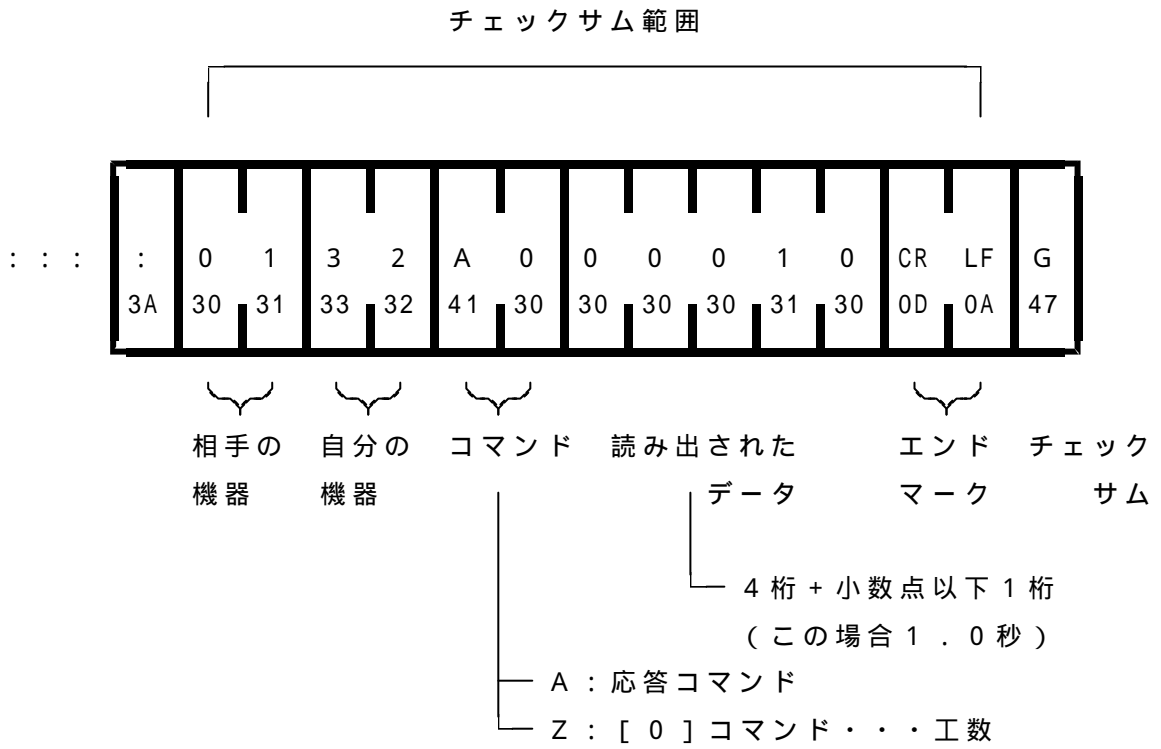 チェックサム範囲
: : : : 0 1 3 2 A 0 0 0 0 1 0 CR LF G
3A 30 31 33 32 41 30 30 30 30 31 30 0D 0A 47
相手の 自分の コマンド 読み出された エンド チェック
機器 機器 データ マーク サム
4桁+小数点以下1桁
(この場合1.0秒)
A:応答コマンド
Z:[0]コマンド・・・工数